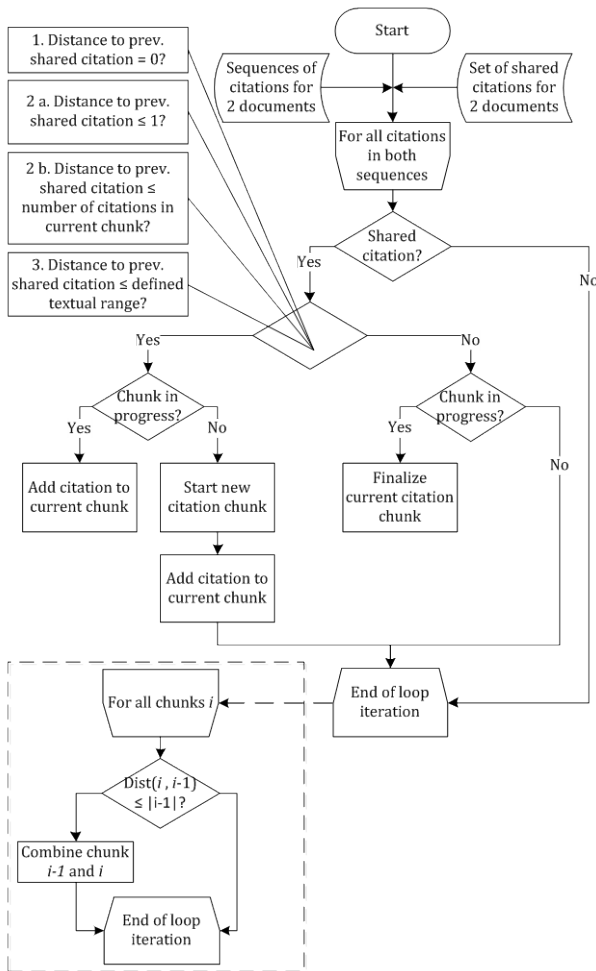 Start
1. Distance to prev.
shared citation = 0?
Sequences of
citations for
2 documents
Set of shared
citations for
2 documents
2 a. Distance to prev.
shared citation ≤ 1?
For all citations
in both
sequences
2 b. Distance to prev.
shared citation ≤
number of citations in
current chunk?
Shared
citation?
Yes
No
3. Distance to prev.
shared citation ≤ defined
textual range?
Yes
No
Chunk in
progress?
Chunk in
progress?
Yes
No
Yes
No
Add citation to
current chunk
Start new
citation chunk
Finalize
current citation
chunk
Add citation to
current chunk
End of loop
iteration
For all chunks i
Dist(i , i-1)
≤ |i-1|?
Combine chunk
i-1 and i
End of loop
iteration